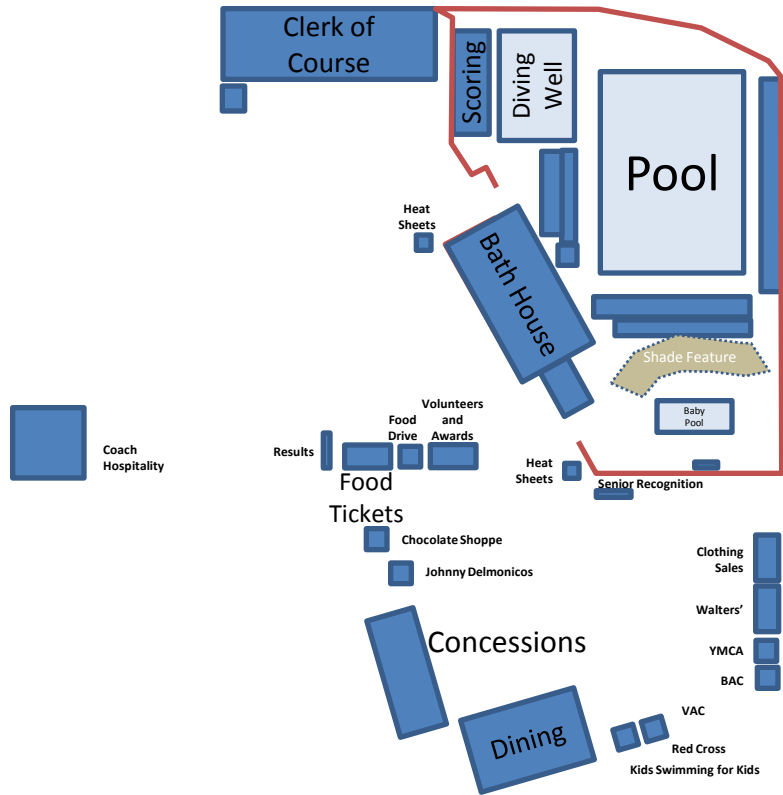 Clerk of
Course
Scoring
Diving
Well
Pool
Heat
Sheets
Bath House
Shade Feature
Baby
Pool
Coach
Hospitality
Results
Food
Drive
Volunteers
and
Awards
Food
Tickets
Heat
Sheets
Senior Recognition
Chocolate Shoppe
Johnny Delmonicos
Clothing
Sales
Walters'
YMCA
BAC
Concessions
Dining
VAC
Red Cross
Kids Swimming for Kids